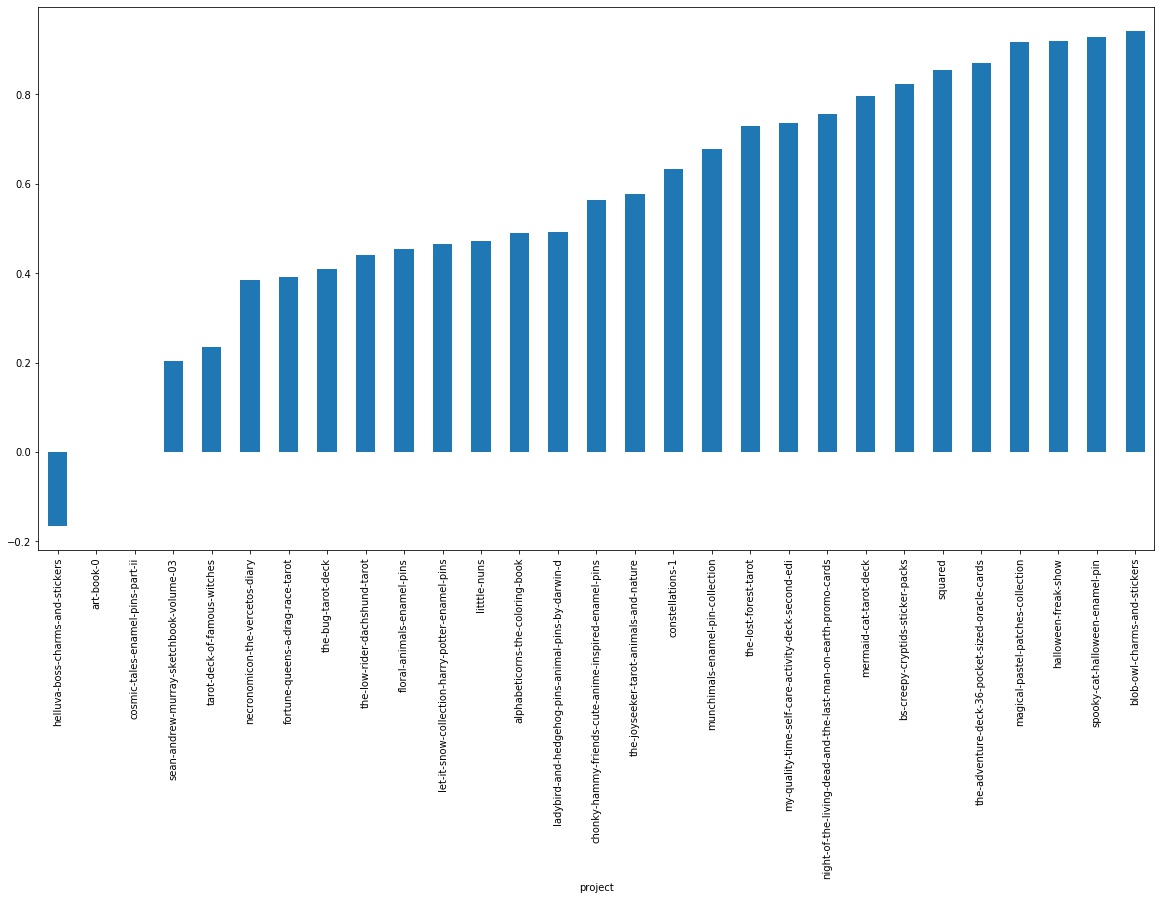 0.8
0.6
0.4
0.2
0.0
−0.2
helluva-boss-charms-and-stickers
art-book-0
cosmic-tales-enamel-pins-part-ii
sean-andrew-murray-sketchbook-volume-03
tarot-deck-of-famous-witches
necronomicon-the-vercetos-diary
fortune-queens-a-drag-race-tarot
the-bug-tarot-deck
the-low-rider-dachshund-tarot
floral-animals-enamel-pins
let-it-snow-collection-harry-potter-enamel-pins
litttle-nuns
alphabeticorns-the-coloring-book
ladybird-and-hedgehog-pins-animal-pins-by-darwin-d
chonky-hammy-friends-cute-anime-inspired-enamel-pins
the-joyseeker-tarot-animals-and-nature
constellations-1
munchimals-enamel-pin-collection
the-lost-forest-tarot
my-quality-time-self-care-activity-deck-second-edi
night-of-the-living-dead-and-the-last-man-on-earth-promo-cards
mermaid-cat-tarot-deck
bs-creepy-cryptids-sticker-packs
squared
the-adventure-deck-36-pocket-sized-oracle-cards
magical-pastel-patches-collection
halloween-freak-show
spooky-cat-halloween-enamel-pin
blob-owl-charms-and-stickers
project